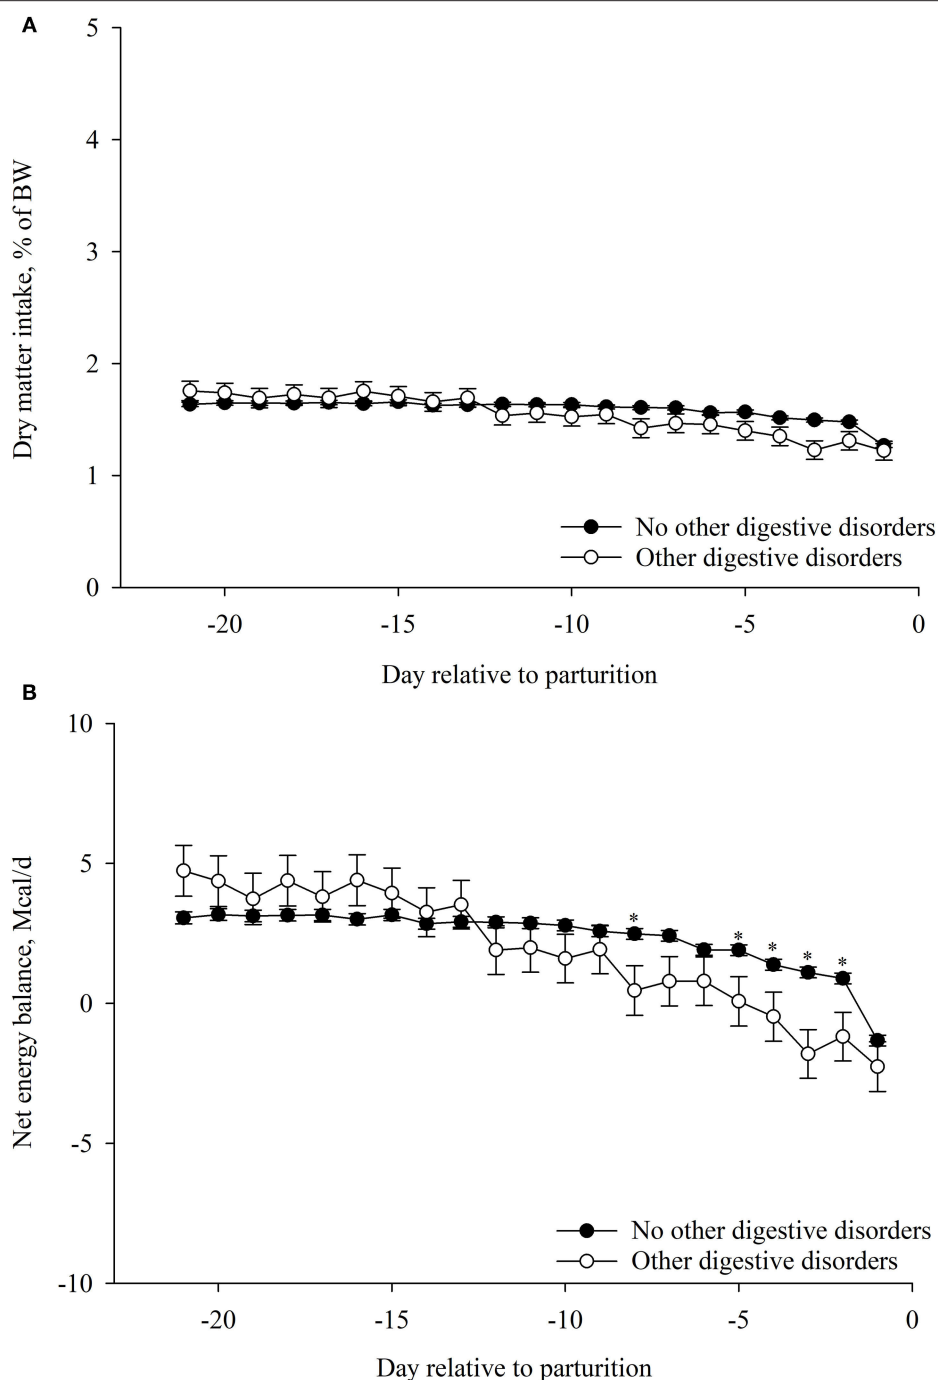 A
5
4
3
2
1
0
Dry matter intake, % of BW
No other digestive disorders
Other digestive disorders
-20 -15 -10 -5 0
Day relative to parturition
B
10
5
0
-5
-10
Net energy balance, Mcal/d
* * * * *
No other digestive disorders
Other digestive disorders
-20 -15 -10 -5 0
Day relative to parturition